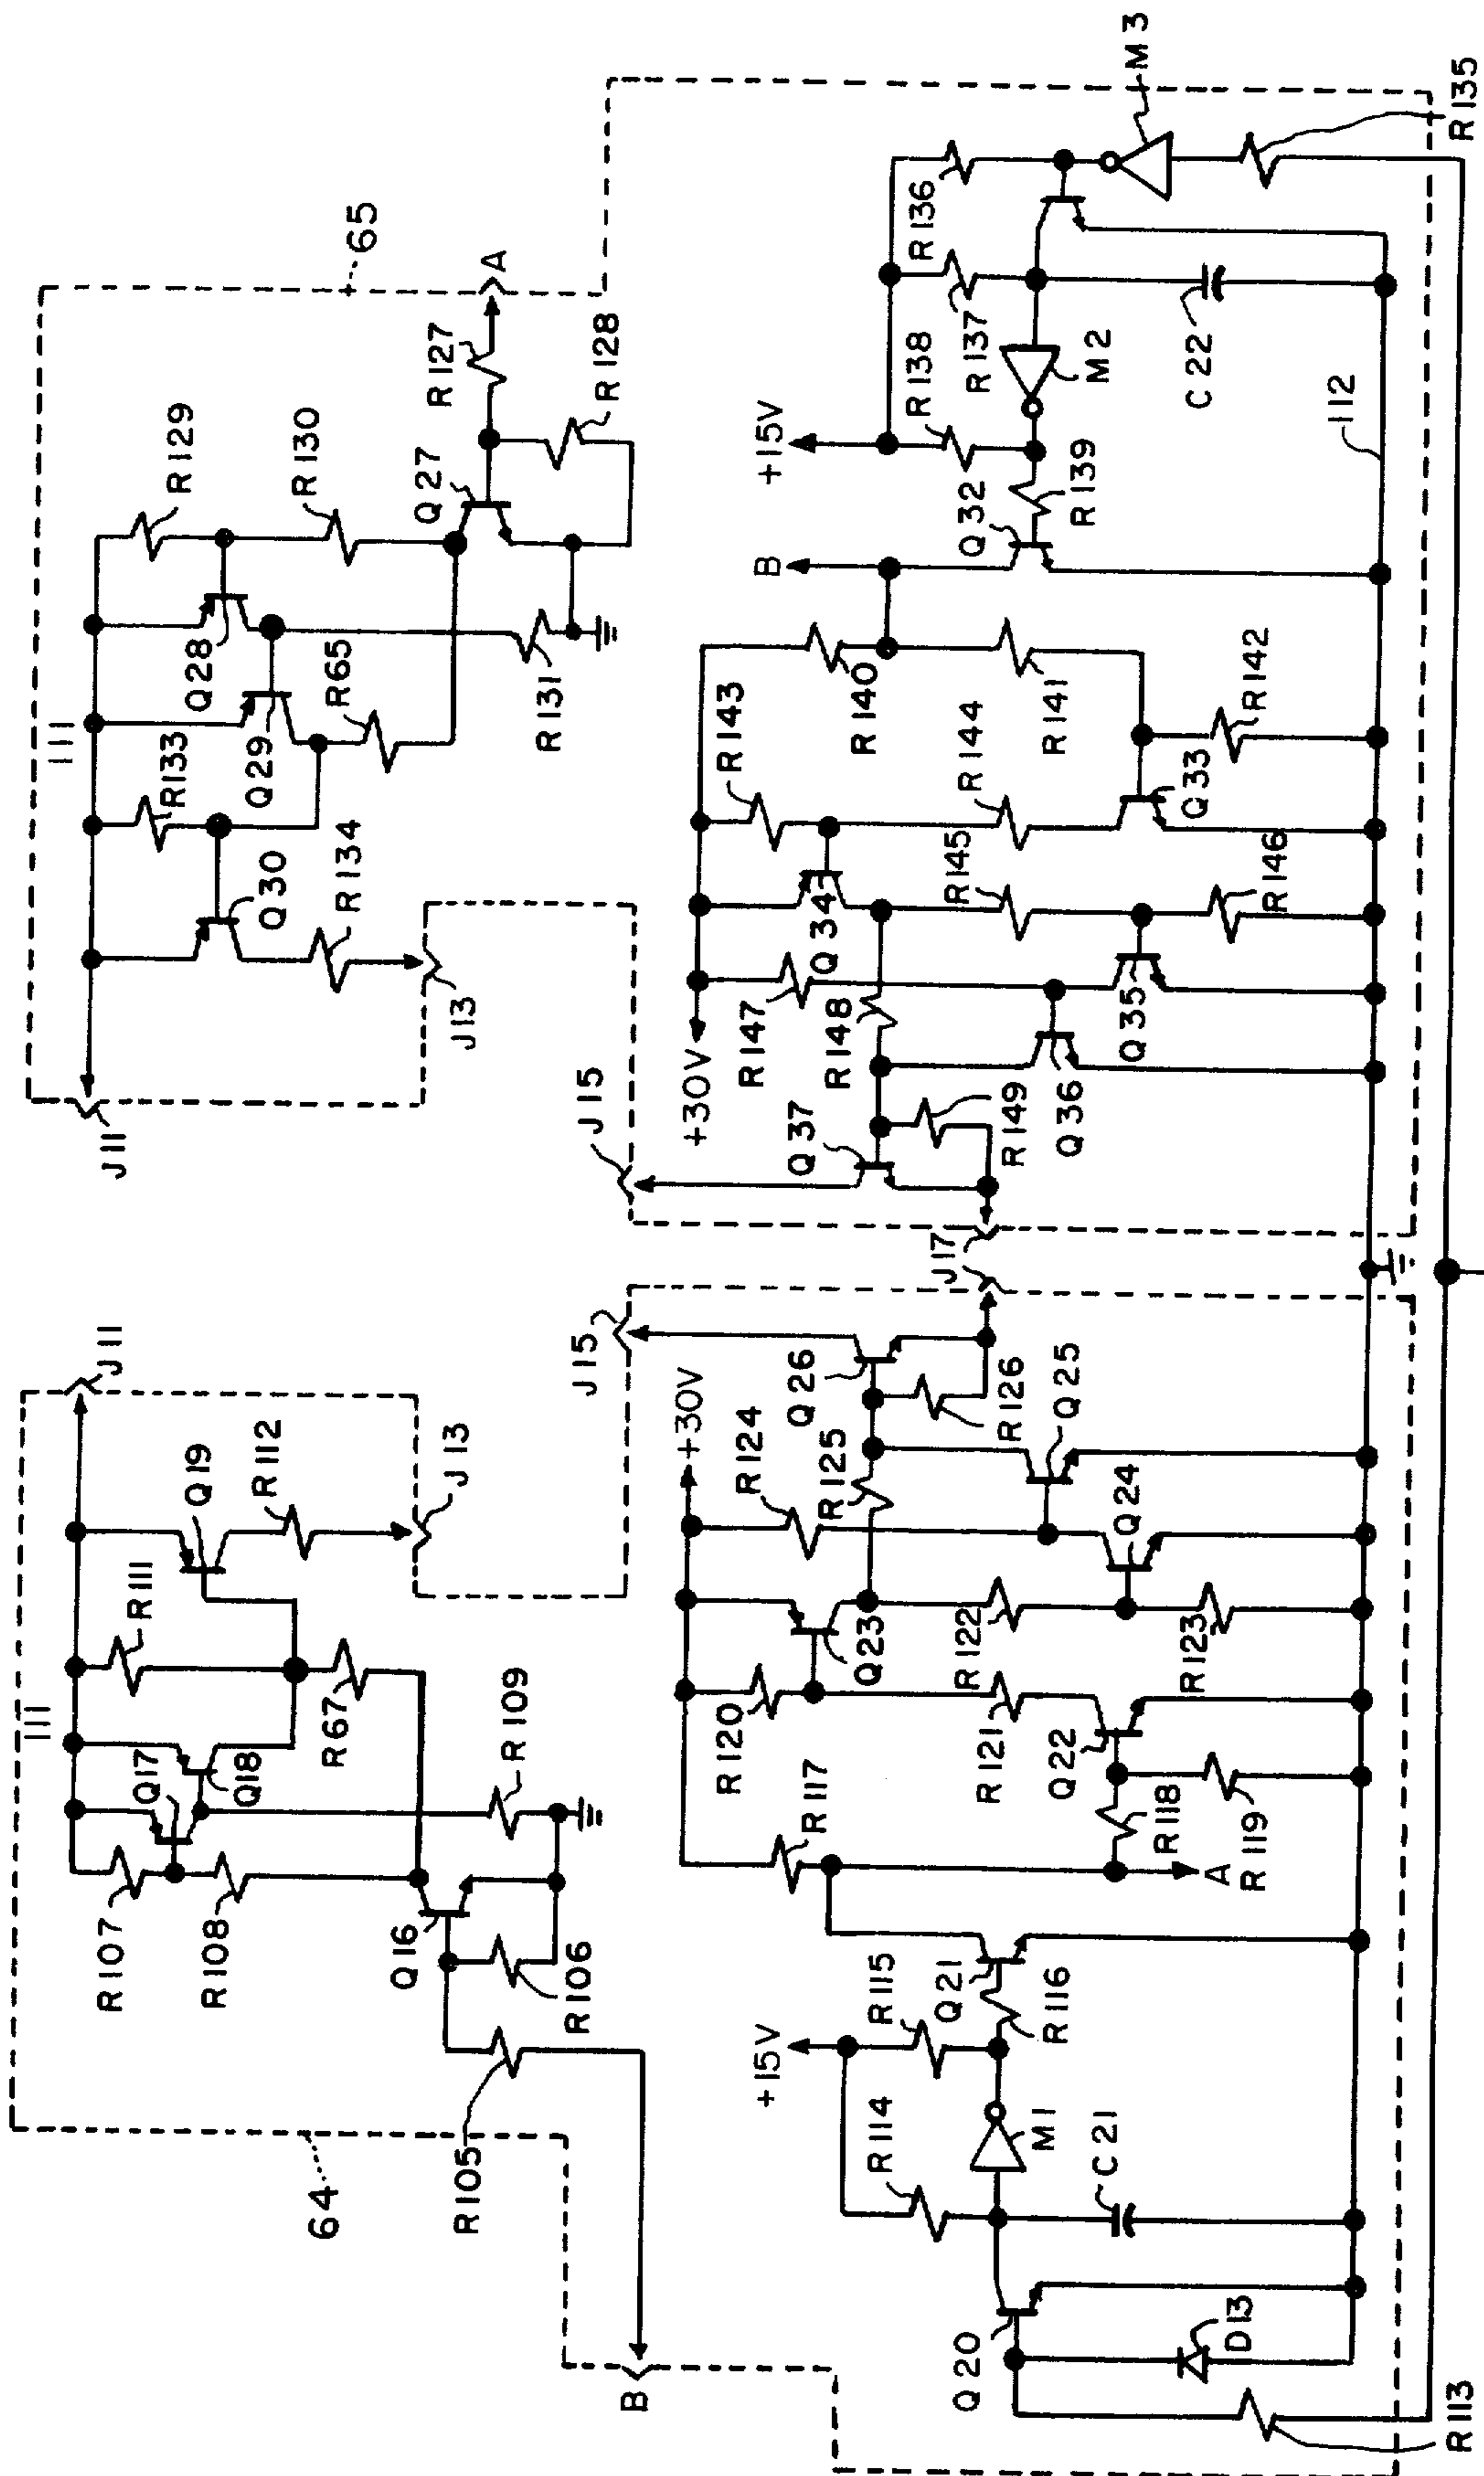 64
J11
111
R107
Q17
Q18
R111
Q19
R112
J13
R108
R67
R109
Q16
R106
R105
B
J15
+15V
R114
R115
Q21
R116
M1
C21
Q20
D13
R113
R117
R120
Q23
+30V
R124
R125
Q26
R126
Q25
Q24
R122
R123
R121
Q22
R118
R119
A
J17
65
J11
111
R133
Q30
R134
J13
Q29
Q28
R65
R131
R129
R130
Q27
R127
A
R128
J15
+30V
R147
R148
Q37
R149
Q36
Q35
Q34
R143
R145
R146
R144
Q33
R140
R141
R142
B
+15V
Q32
R138
R139
R137
R136
M2
C22
112
M3
R135